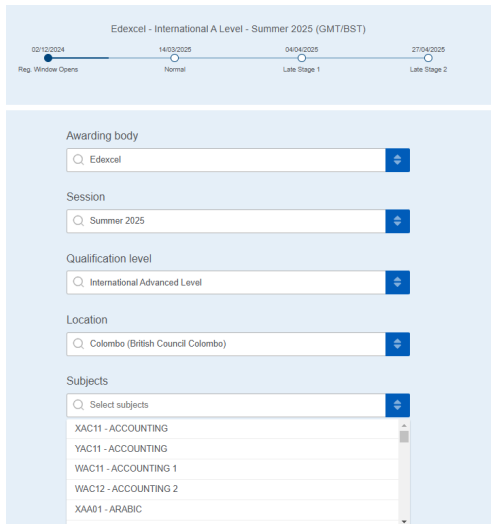 Edexcel - International A Level - Summer 2025 (GMT/BST)
02/12/2024 14/03/2025 04/04/2025 27/04/2025
Reg. Window Opens Normal Late Stage 1 Late Stage 2
Awarding body
Edexcel
Session
Summer 2025
Qualification level
International Advanced Level
Location
Colombo (British Council Colombo)
Subjects
Select subjects
XAC11 - ACCOUNTING
YAC11 - ACCOUNTING
WAC11 - ACCOUNTING 1
WAC12 - ACCOUNTING 2
XAA01 - ARABIC